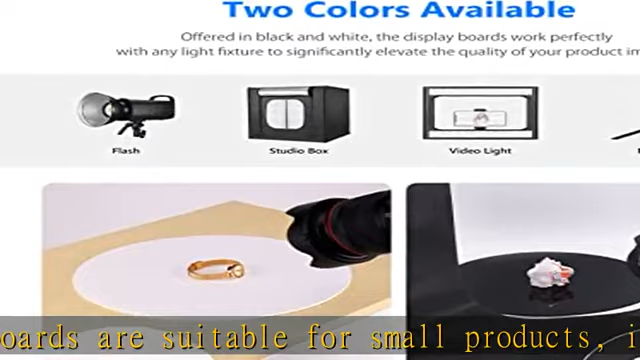 Two Colors Available
Offered in black and white, the display boards work perfectly
with any light fixture to significantly elevate the quality of your product
Flash
Studio Box
Video Light
are suitable for small products,